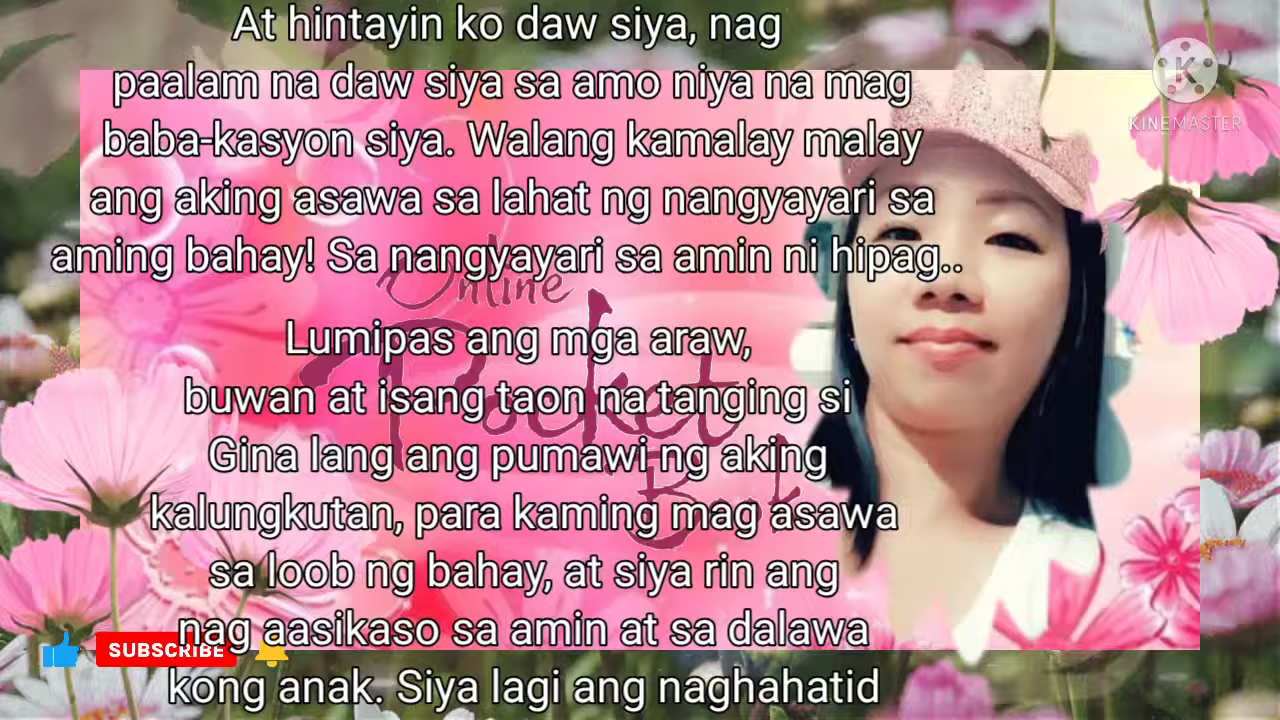 At hintayin ko daw siya, nag
paalam na daw siya sa amo niya na mag
baba-kasyon siya. Walang kamalay malay
ang aking asawa sa lahat ng nangyayari sa
aming bahay! Sa nangyayari sa amin ni hipag..
Lumipas ang mga araw,
buwan at isang taon na tanging si
Gina lang ang pumawi ng aking
kalungkutan, para kaming mag asawa
sa loob ng bahay, at siya rin ang
nag aasikaso sa amin at sa dalawa
kong anak. Siya lagi ang naghahatid
Online
Pocket
Book
K
KINEMASTER
SUBSCRIBE